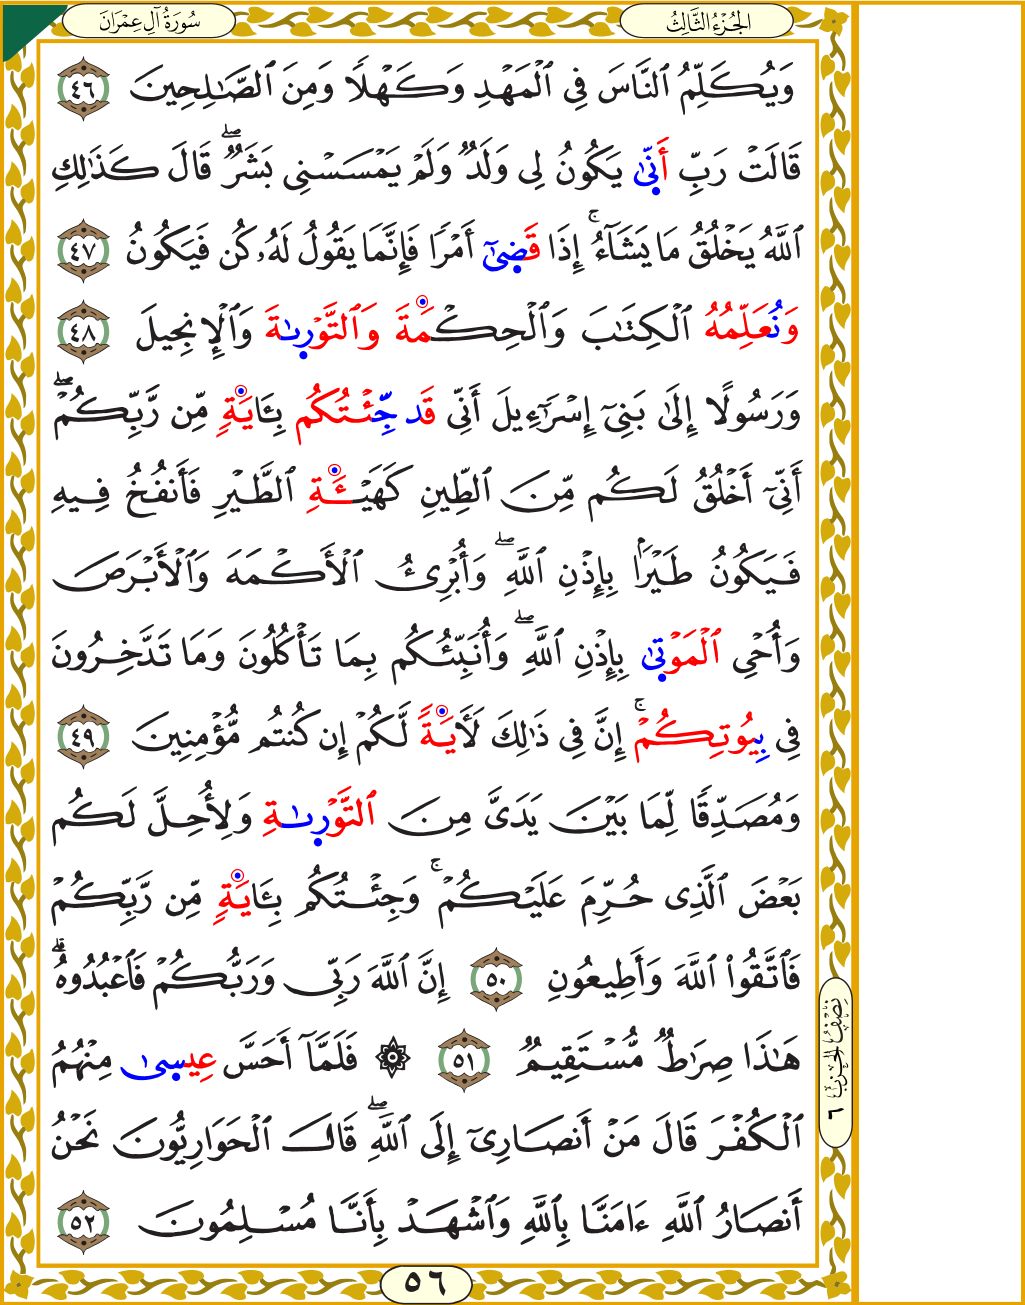 سُورَةُ آلِ عِمْرَانَ
الجُزْءُ الثَّالِثُ
وَيُكَلِّمُ ٱلنَّاسَ فِي ٱلْمَهْدِ وَكَهْلًا وَمِنَ ٱلصَّٰلِحِينَ ٤٦
قَالَتْ رَبِّ أَنَّىٰ يَكُونُ لِي وَلَدٌ وَلَمْ يَمْسَسْنِي بَشَرٌۖ قَالَ كَذَٰلِكِ
ٱللَّهُ يَخْلُقُ مَا يَشَآءُۚ إِذَا قَضَىٰٓ أَمْرًا فَإِنَّمَا يَقُولُ لَهُۥ كُن فَيَكُونُ ٤٧
وَنُعَلِّمُهُ ٱلْكِتَٰبَ وَٱلْحِكْمَةَ وَٱلتَّوْرِىٰةَ وَٱلْإِنجِيلَ ٤٨
وَرَسُولًا إِلَىٰ بَنِيٓ إِسْرَٰٓءِيلَ أَنِّي قَد جِّئْتُكُم بِـَٔايَةٍ مِّن رَّبِّكُمْۖ
أَنِّيٓ أَخْلُقُ لَكُم مِّنَ ٱلطِّينِ كَهَيْـَٔةِ ٱلطَّيْرِ فَأَنفُخُ فِيهِ
فَيَكُونُ طَيْرًۢا بِإِذْنِ ٱللَّهِۖ وَأُبْرِئُ ٱلْأَكْمَهَ وَٱلْأَبْرَصَ
وَأُحْيِ ٱلْمَوْتَىٰ بِإِذْنِ ٱللَّهِۖ وَأُنَبِّئُكُم بِمَا تَأْكُلُونَ وَمَا تَدَّخِرُونَ
فِي بِيُوتِكُمْۚ إِنَّ فِي ذَٰلِكَ لَأٓيَةً لَّكُمْ إِن كُنتُم مُّؤْمِنِينَ ٤٩
وَمُصَدِّقًا لِّمَا بَيْنَ يَدَيَّ مِنَ ٱلتَّوْرِىٰةِ وَلِأُحِلَّ لَكُم
بَعْضَ ٱلَّذِي حُرِّمَ عَلَيْكُمْۚ وَجِئْتُكُم بِـَٔايَةٍ مِّن رَّبِّكُمْ
فَٱتَّقُوا۟ ٱللَّهَ وَأَطِيعُونِ ٥٠ إِنَّ ٱللَّهَ رَبِّي وَرَبُّكُمْ فَٱعْبُدُوهُۗ
هَٰذَا صِرَٰطٌ مُّسْتَقِيمٌ ٥١ ۞ فَلَمَّآ أَحَسَّ عِيسَىٰ مِنْهُمُ
ٱلْكُفْرَ قَالَ مَنْ أَنصَارِيٓ إِلَى ٱللَّهِۖ قَالَ ٱلْحَوَارِيُّونَ نَحْنُ
أَنصَارُ ٱللَّهِ ءَامَنَّا بِٱللَّهِ وَٱشْهَدْ بِأَنَّا مُسْلِمُونَ ٥٢
نِصْفُ الحِزْبِ ٦
٥٦